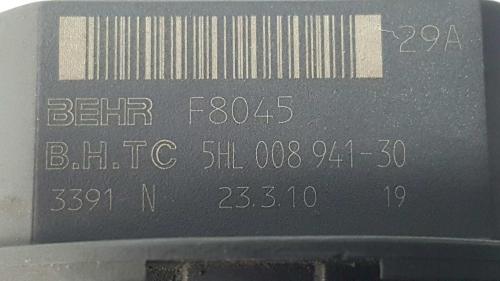 29A
BEHR F8045
B.H.TC 5HL 008 941-30
3391 N 23.3.10 19